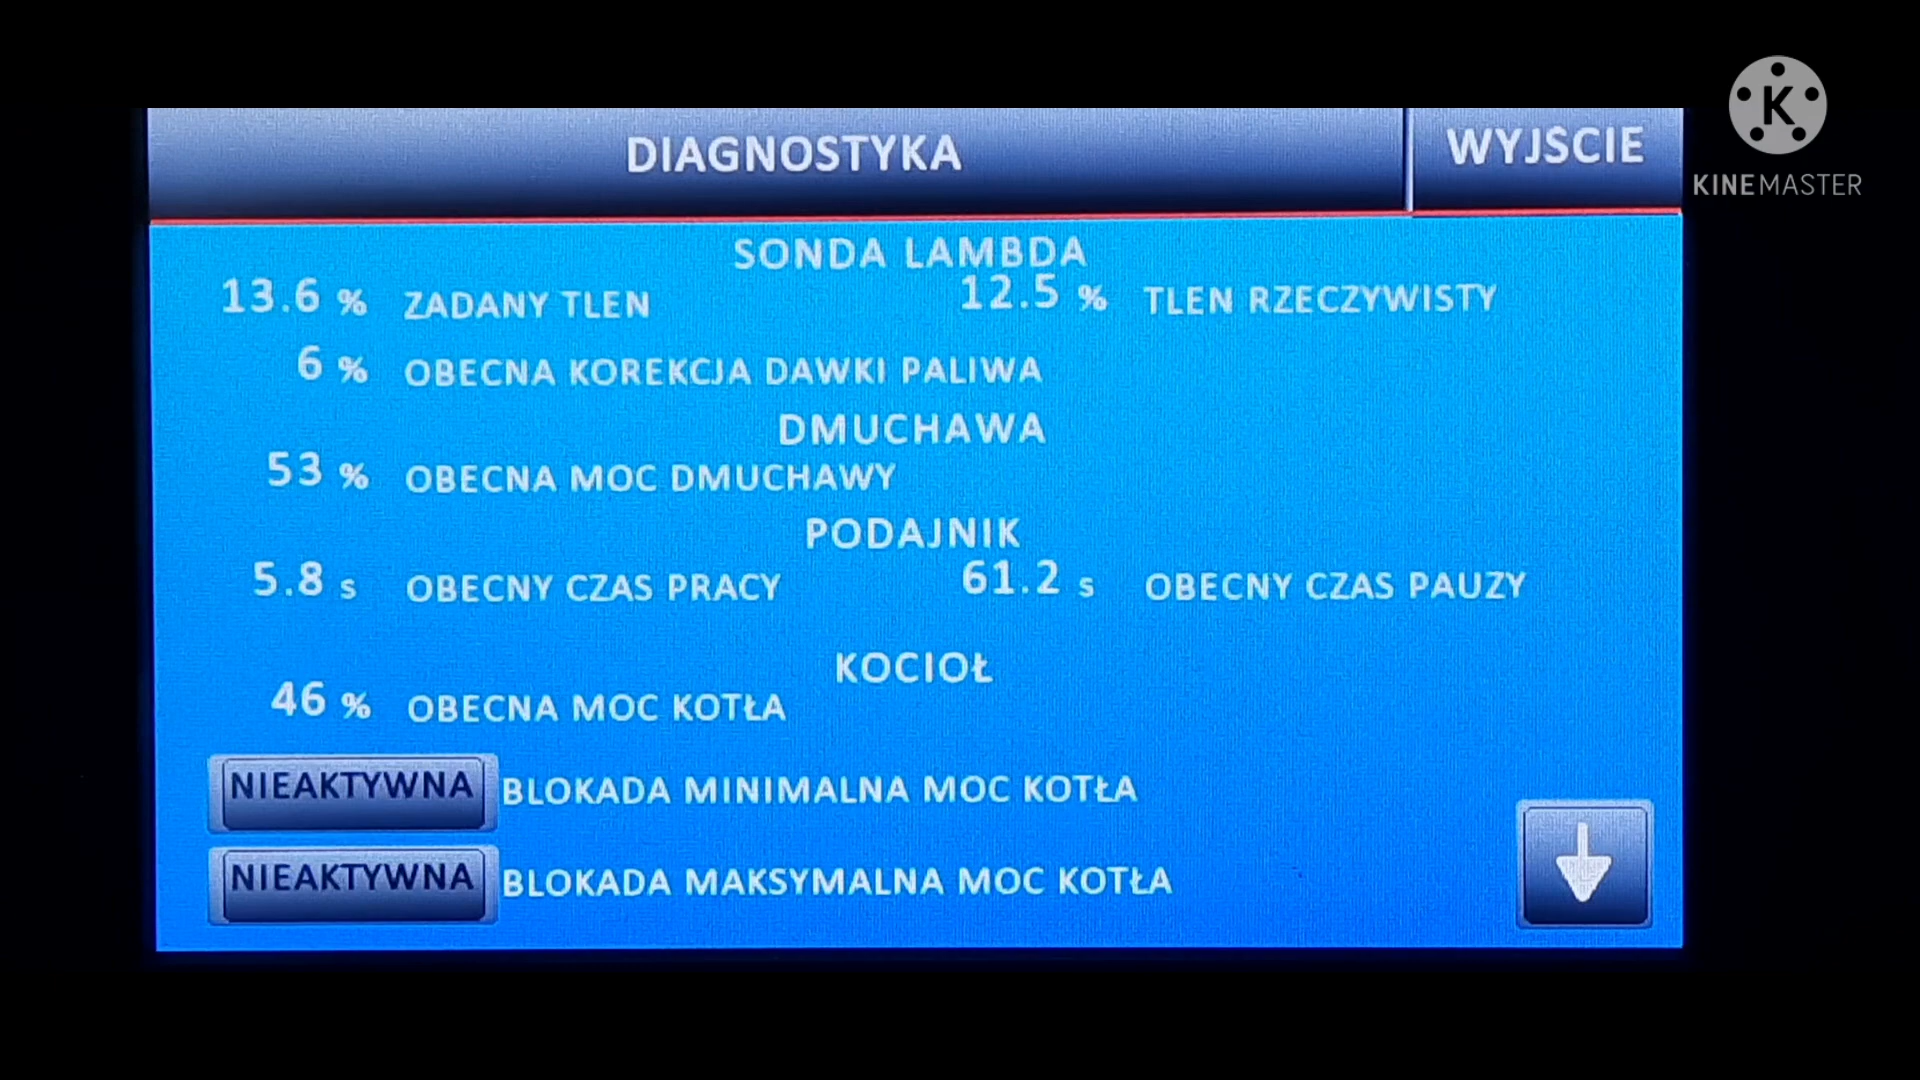 DIAGNOSTYKA
WYJSCIE
K
KINEMASTER
SONDA LAMBDA
13.6 % ZADANY TLEN 12.5 % TLEN RZECZYWISTY
6 % OBECNA KOREKCJA DAWKI PALIWA
DMUCHAWA
53 % OBECNA MOC DMUCHAWY
PODAJNIK
5.8 s OBECNY CZAS PRACY 61.2 s OBECNY CZAS PAUZY
KOCIOŁ
46 % OBECNA MOC KOTŁA
NIEAKTYWNA BLOKADA MINIMALNA MOC KOTŁA
NIEAKTYWNA BLOKADA MAKSYMALNA MOC KOTŁA